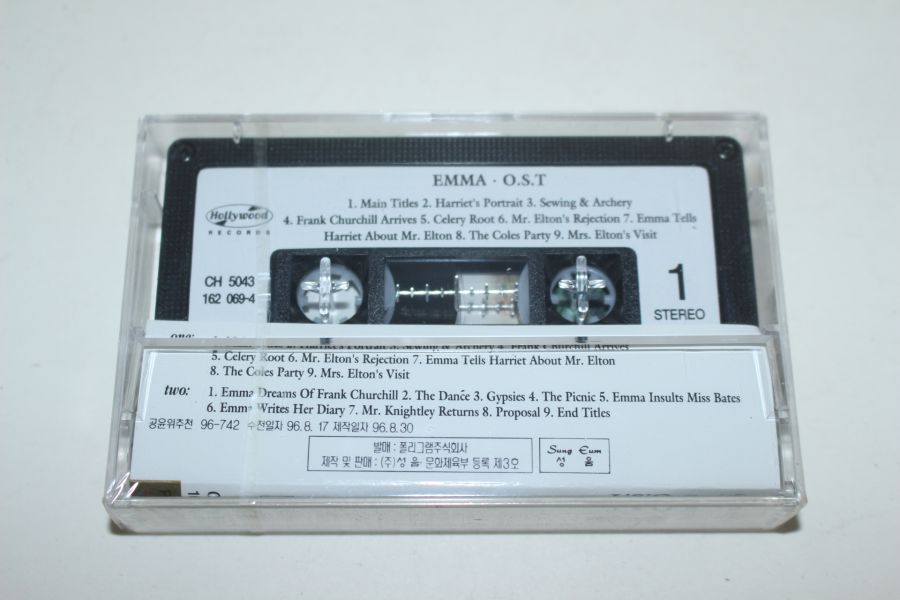 EMMA · O.S.T
1. Main Titles 2. Harriet's Portrait 3. Sewing & Archery
4. Frank Churchill Arrives 5. Celery Root 6. Mr. Elton's Rejection 7. Emma Tells
Harriet About Mr. Elton 8. The Coles Party 9. Mrs. Elton's Visit
Hollywood
RECORDS
CH 5043
162 069-4
1
STEREO
one:
5. Celery Root 6. Mr. Elton's Rejection 7. Emma Tells Harriet About Mr. Elton
8. The Coles Party 9. Mrs. Elton's Visit
two: 1. Emma Dreams Of Frank Churchill 2. The Dance 3. Gypsies 4. The Picnic 5. Emma Insults Miss Bates
6. Emma Writes Her Diary 7. Mr. Knightley Returns 8. Proposal 9. End Titles
공윤위추천 96-742 수천일자 96.8.17 제작일자 96.8.30
발매 : 폴리그램주식회사
제작 및 판매 : (주)성 음· 문화체육부 등록 제3호
Sung Eum
성 음